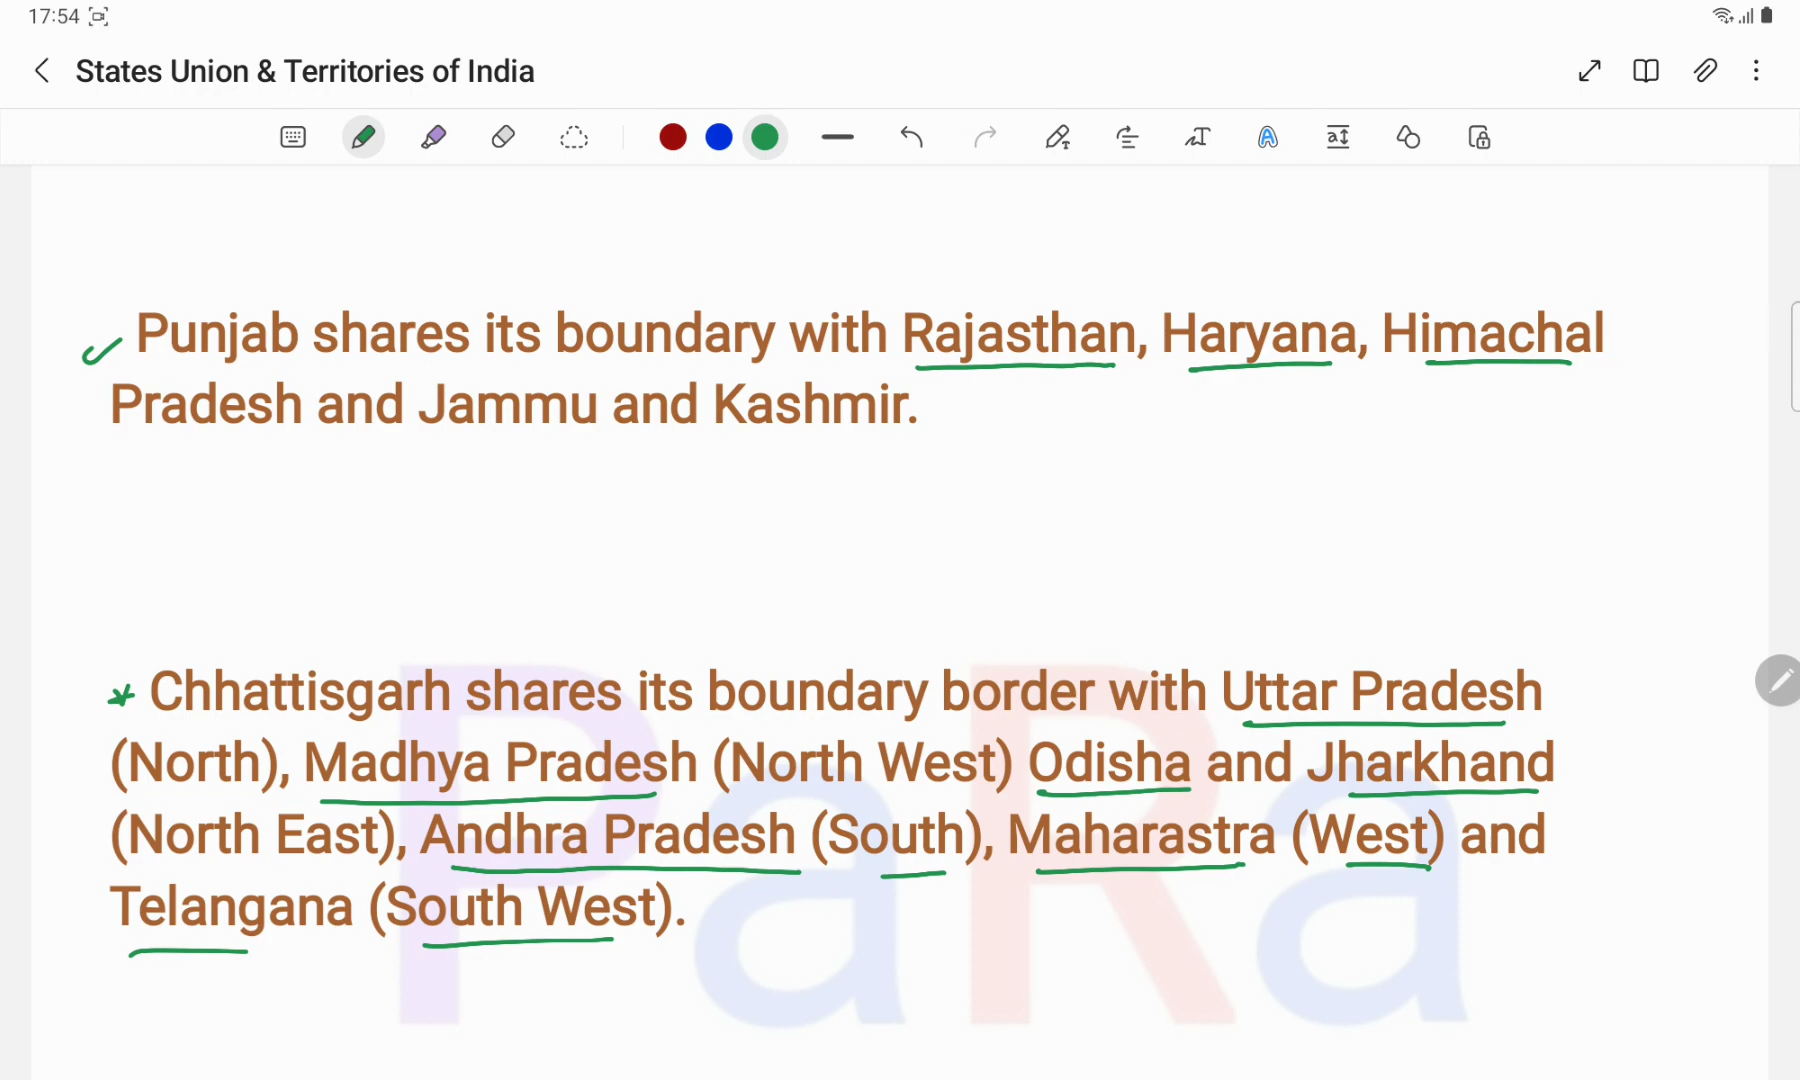 17:54
States Union & Territories of India
Punjab shares its boundary with Rajasthan, Haryana, Himachal
Pradesh and Jammu and Kashmir.
Chhattisgarh shares its boundary border with Uttar Pradesh
(North), Madhya Pradesh (North West) Odisha and Jharkhand
(North East), Andhra Pradesh (South), Maharastra (West) and
Telangana (South West).
PaRa